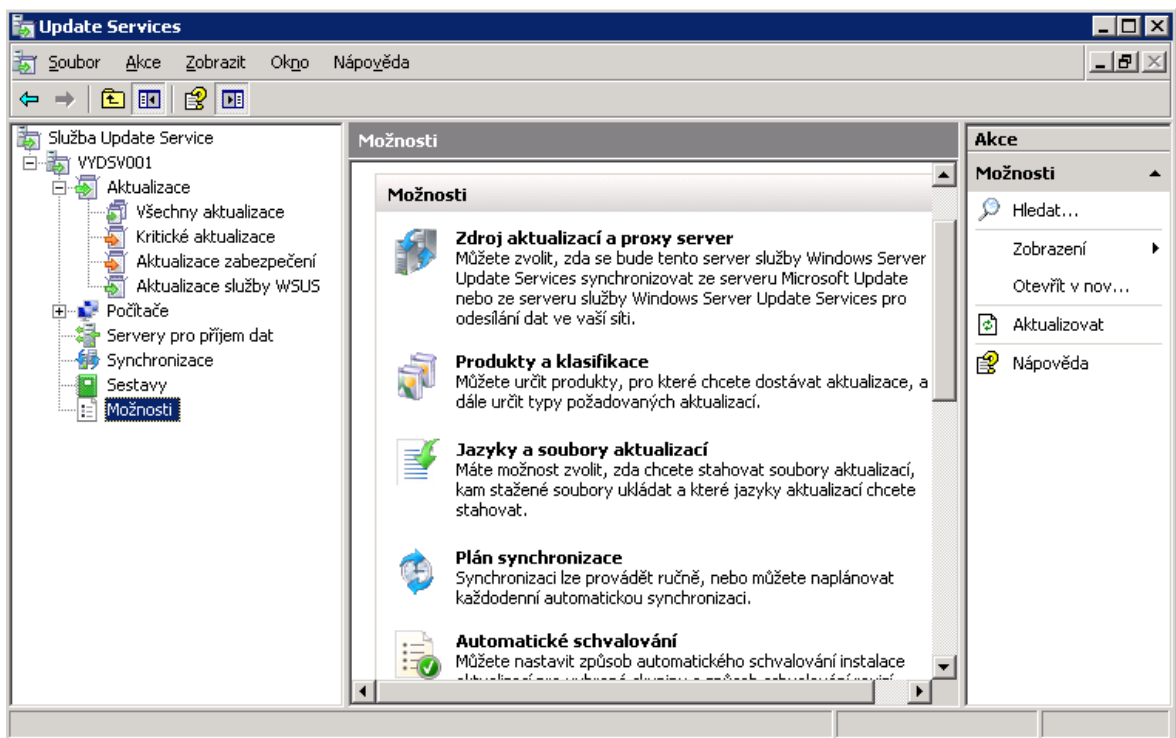 Update Services
Soubor Akce Zobrazit Okno Nápověda
Služba Update Service
VYDSV001
Aktualizace
Všechny aktualizace
Kritické aktualizace
Aktualizace zabezpečení
Aktualizace služby WSUS
Počítače
Servery pro příjem dat
Synchronizace
Sestavy
Možnosti
Možnosti
Možnosti
Zdroj aktualizací a proxy server
Můžete zvolit, zda se bude tento server služby Windows Server
Update Services synchronizovat ze serveru Microsoft Update
nebo ze serveru služby Windows Server Update Services pro
odesílání dat ve vaší síti.
Produkty a klasifikace
Můžete určit produkty, pro které chcete dostávat aktualizace, a
dále určit typy požadovaných aktualizací.
Jazyky a soubory aktualizací
Máte možnost zvolit, zda chcete stahovat soubory aktualizací,
kam stažené soubory ukládat a které jazyky aktualizací chcete
stahovat.
Plán synchronizace
Synchronizaci lze provádět ručně, nebo můžete naplánovat
každodenní automatickou synchronizaci.
Automatické schvalování
Můžete nastavit způsob automatického schvalování instalace
Akce
Možnosti
Hledat...
Zobrazení
Otevřít v nov...
Aktualizovat
Nápověda